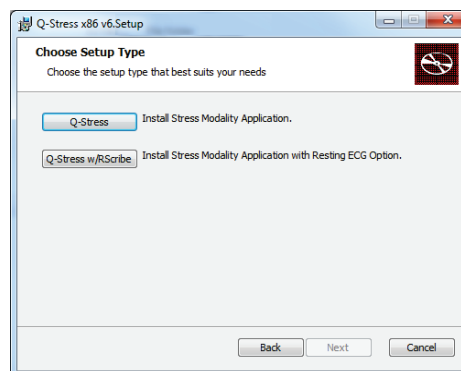 Q-Stress x86 v6.Setup
Choose Setup Type
Choose the setup type that best suits your needs
Q-Stress Install Stress Modality Application.
Q-Stress w/RScribe Install Stress Modality Application with Resting ECG Option.
Back Next Cancel